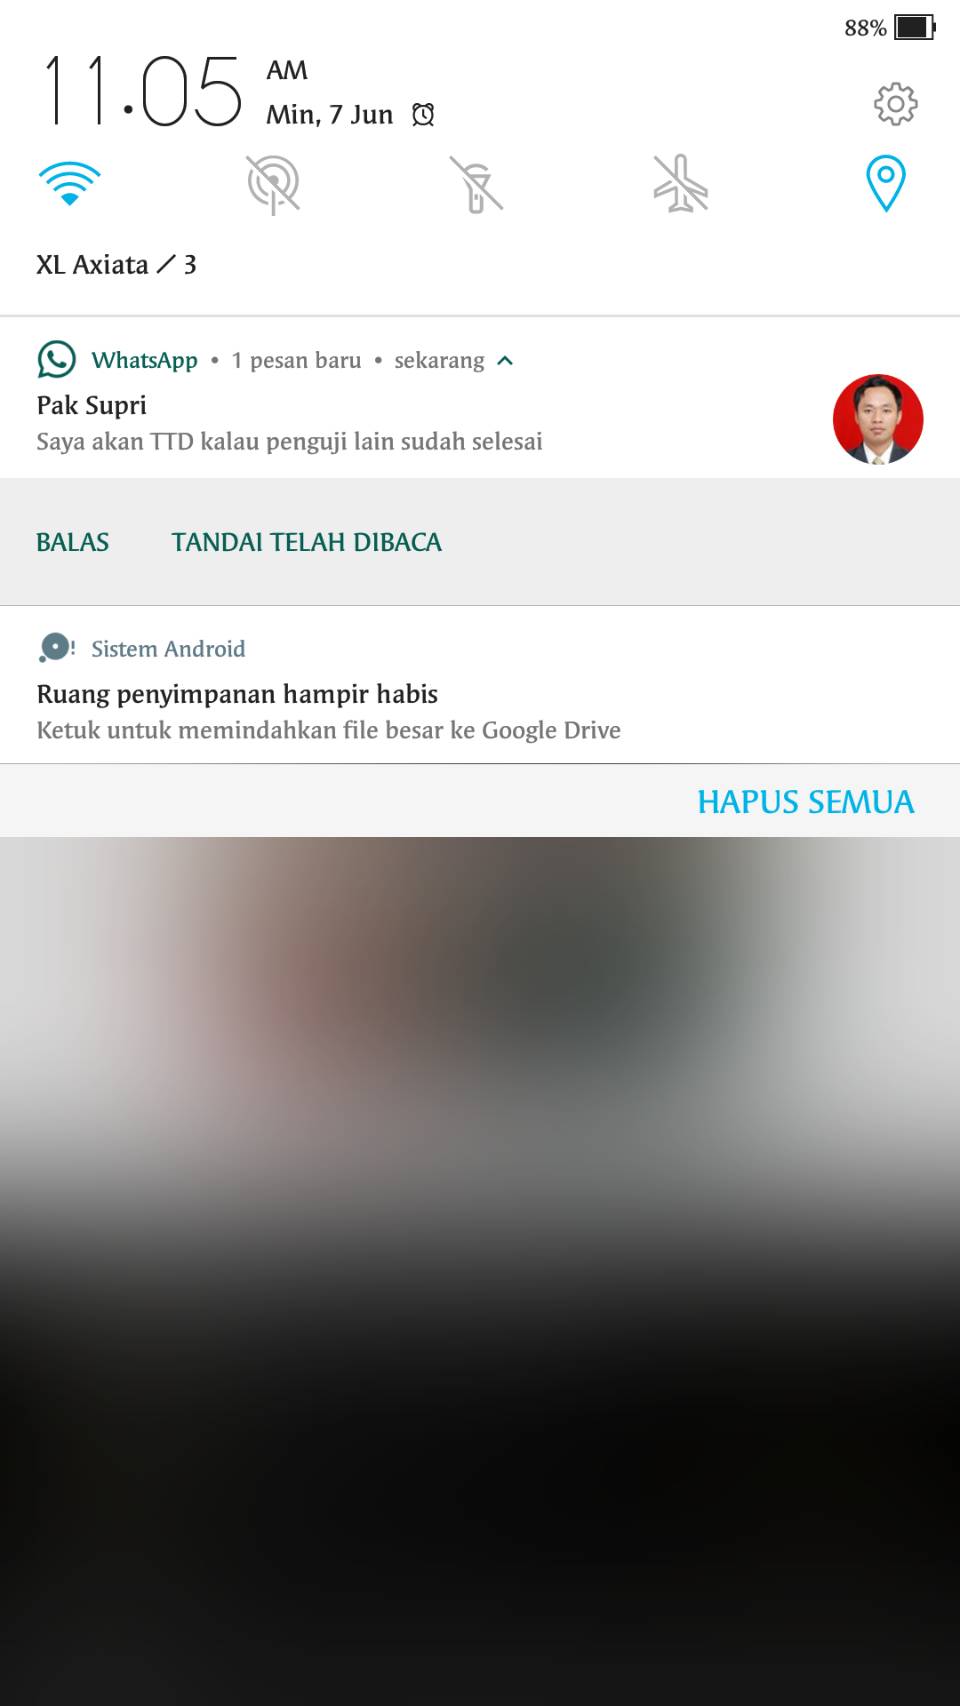 88%
11.05 AM
Min, 7 Jun
XL Axiata / 3
WhatsApp • 1 pesan baru • sekarang
Pak Supri
Saya akan TTD kalau penguji lain sudah selesai
BALAS TANDAI TELAH DIBACA
Sistem Android
Ruang penyimpanan hampir habis
Ketuk untuk memindahkan file besar ke Google Drive
HAPUS SEMUA